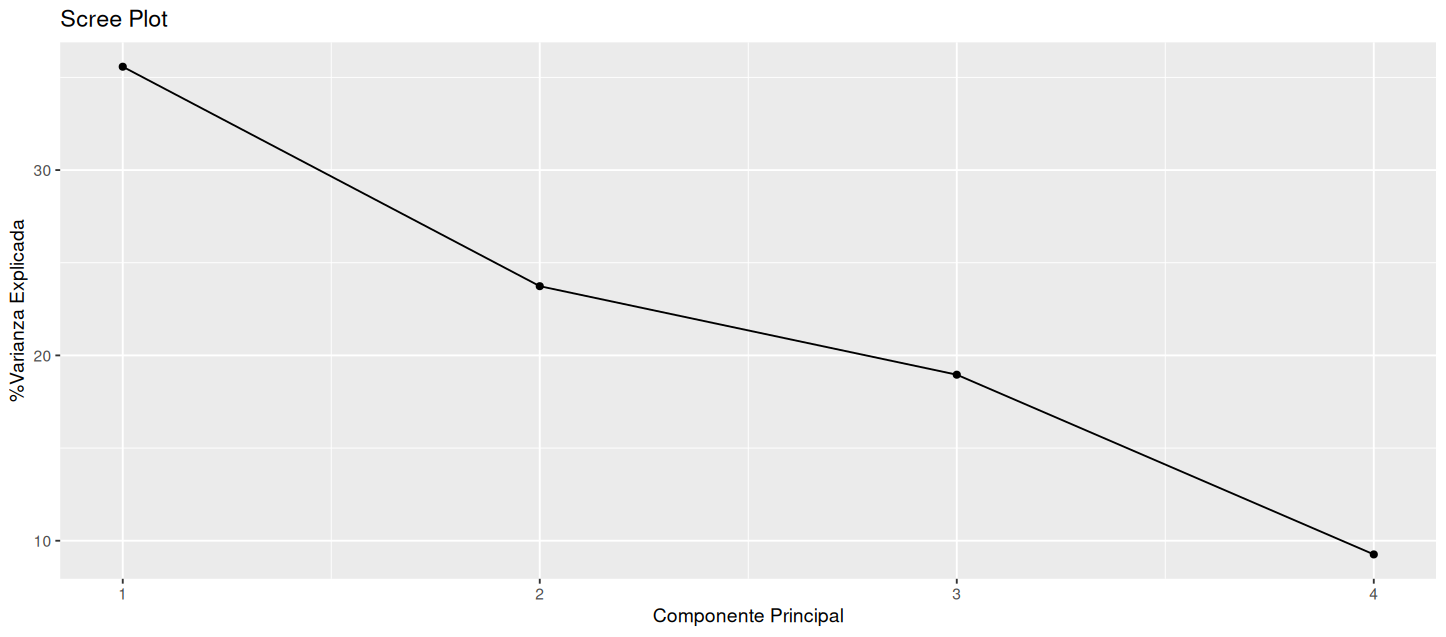 Scree Plot
%Varianza Explicada
30
20
10
1 2 3 4
Componente Principal